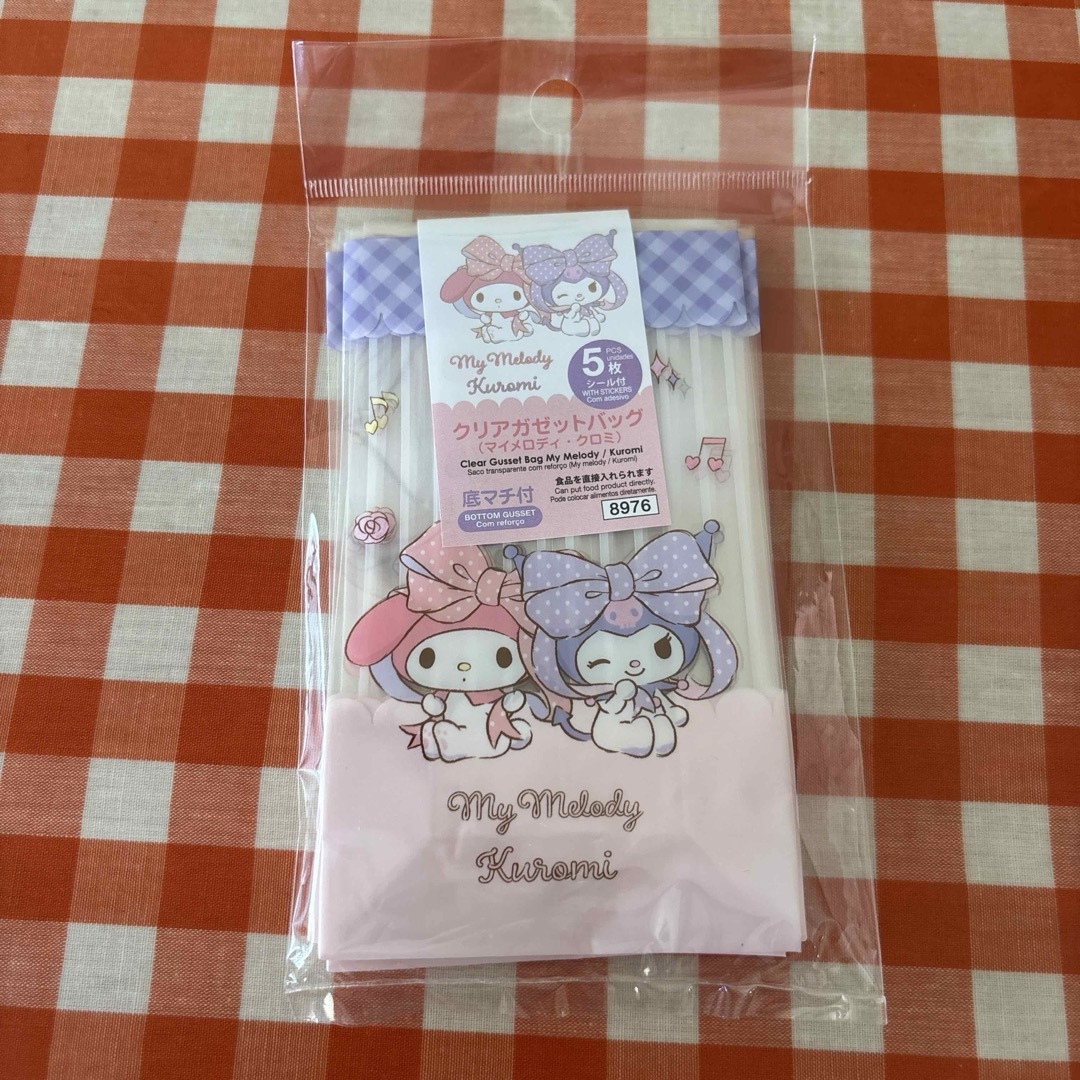 My Melody
Kuromi
5 PCS
unidades
枚
シール付
WITH STICKERS
Com adesivo
クリアガゼットバッグ
（マイメロディ・クロミ）
Clear Gusset Bag My Melody / Kuromi
Saco transparente com reforço (My melody / Kuromi)
底マチ付
BOTTOM GUSSET
Com reforço
食品を直接入れられます
Can put food product directly.
Pode colocar alimentos diretamente.
8976
My Melody
Kuromi